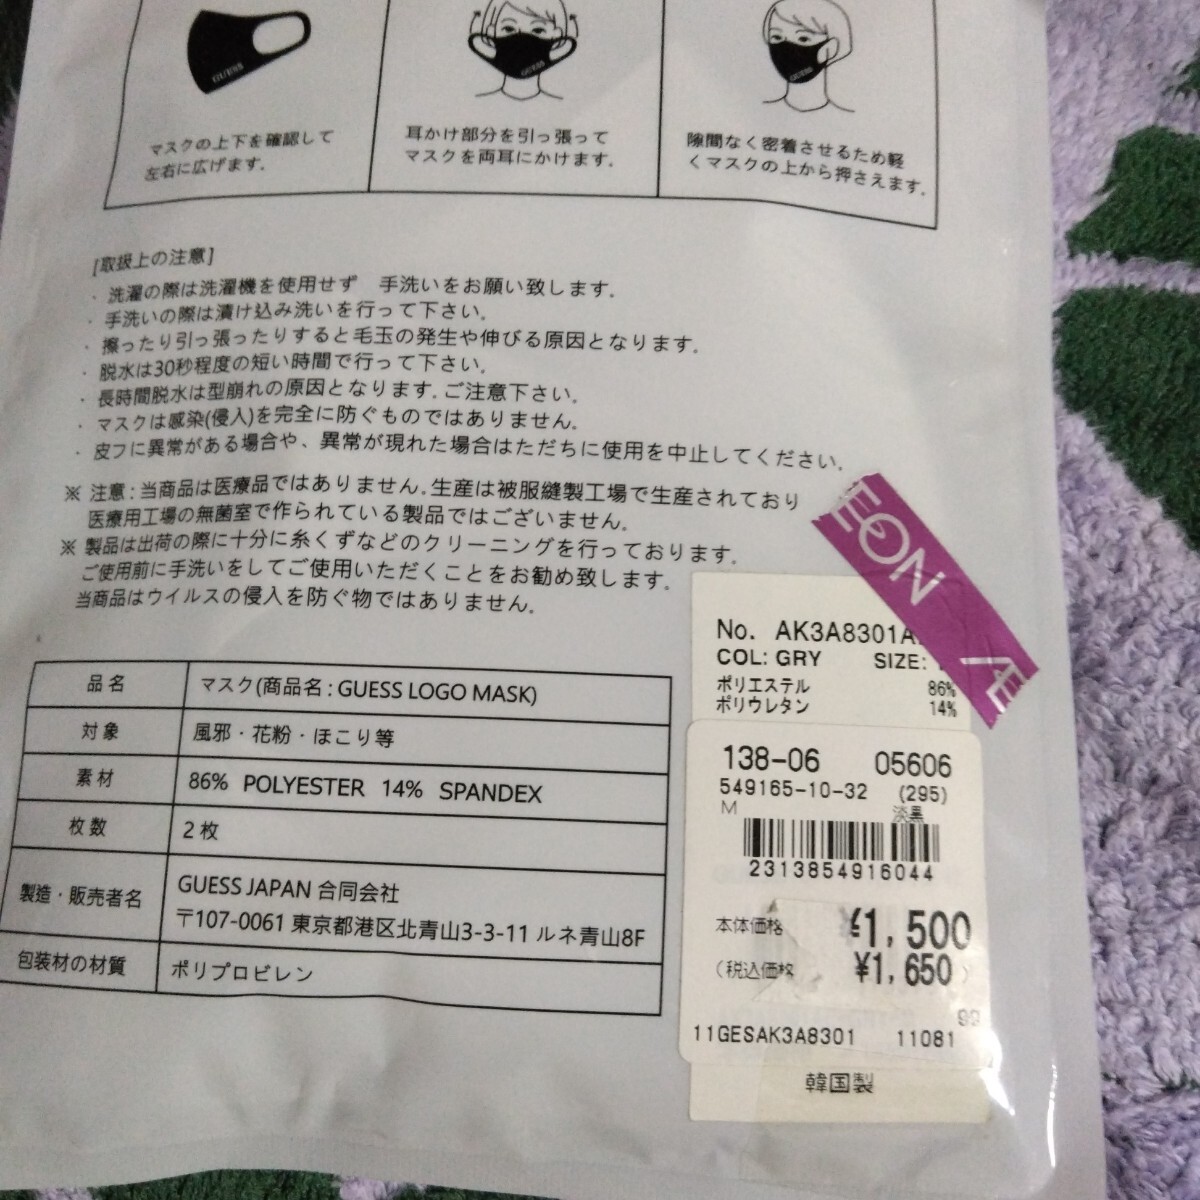 GUESS
GUESS
GUESS
マスクの上下を確認して
左右に広げます.
耳かけ部分を引っ張って
マスクを両耳にかけます.
隙間なく密着させるため軽
くマスクの上から押さえます.
[取扱上の注意]
· 洗濯の際は洗濯機を使用せず 手洗いをお願い致します.
· 手洗いの際は漬け込み洗いを行って下さい.
· 擦ったり引っ張ったりすると毛玉の発生や伸びる原因となります.
· 脱水は30秒程度の短い時間で行って下さい.
· 長時間脱水は型崩れの原因となります.ご注意下さい.
· マスクは感染(侵入)を完全に防ぐものではありません.
· 皮フに異常がある場合や、異常が現れた場合はただちに使用を中止してください.
※ 注意:当商品は医療品ではありません.生産は被服縫製工場で生産されており
医療用工場の無菌室で作られている製品ではございません.
※ 製品は出荷の際に十分に糸くずなどのクリーニングを行っております.
ご使用前に手洗いをしてご使用いただくことをお勧め致します.
当商品はウイルスの侵入を防ぐ物ではありません.
品名 マスク(商品名:GUESS LOGO MASK)
対象 風邪・花粉・ほこり等
素材 86% POLYESTER 14% SPANDEX
枚数 2枚
製造・販売者名 GUESS JAPAN 合同会社
〒107-0061 東京都港区北青山3-3-11 ルネ青山8F
包装材の材質 ポリプロピレン
ÆON
Æ
No. AK3A8301A
COL: GRY SIZE:
ポリエステル 86%
ポリウレタン 14%
138-06 05606
549165-10-32 (295)
M 淡黒
2313854916044
本体価格 ¥1,500
(税込価格 ¥1,650)
99
11GESAK3A8301 11081
韓国製